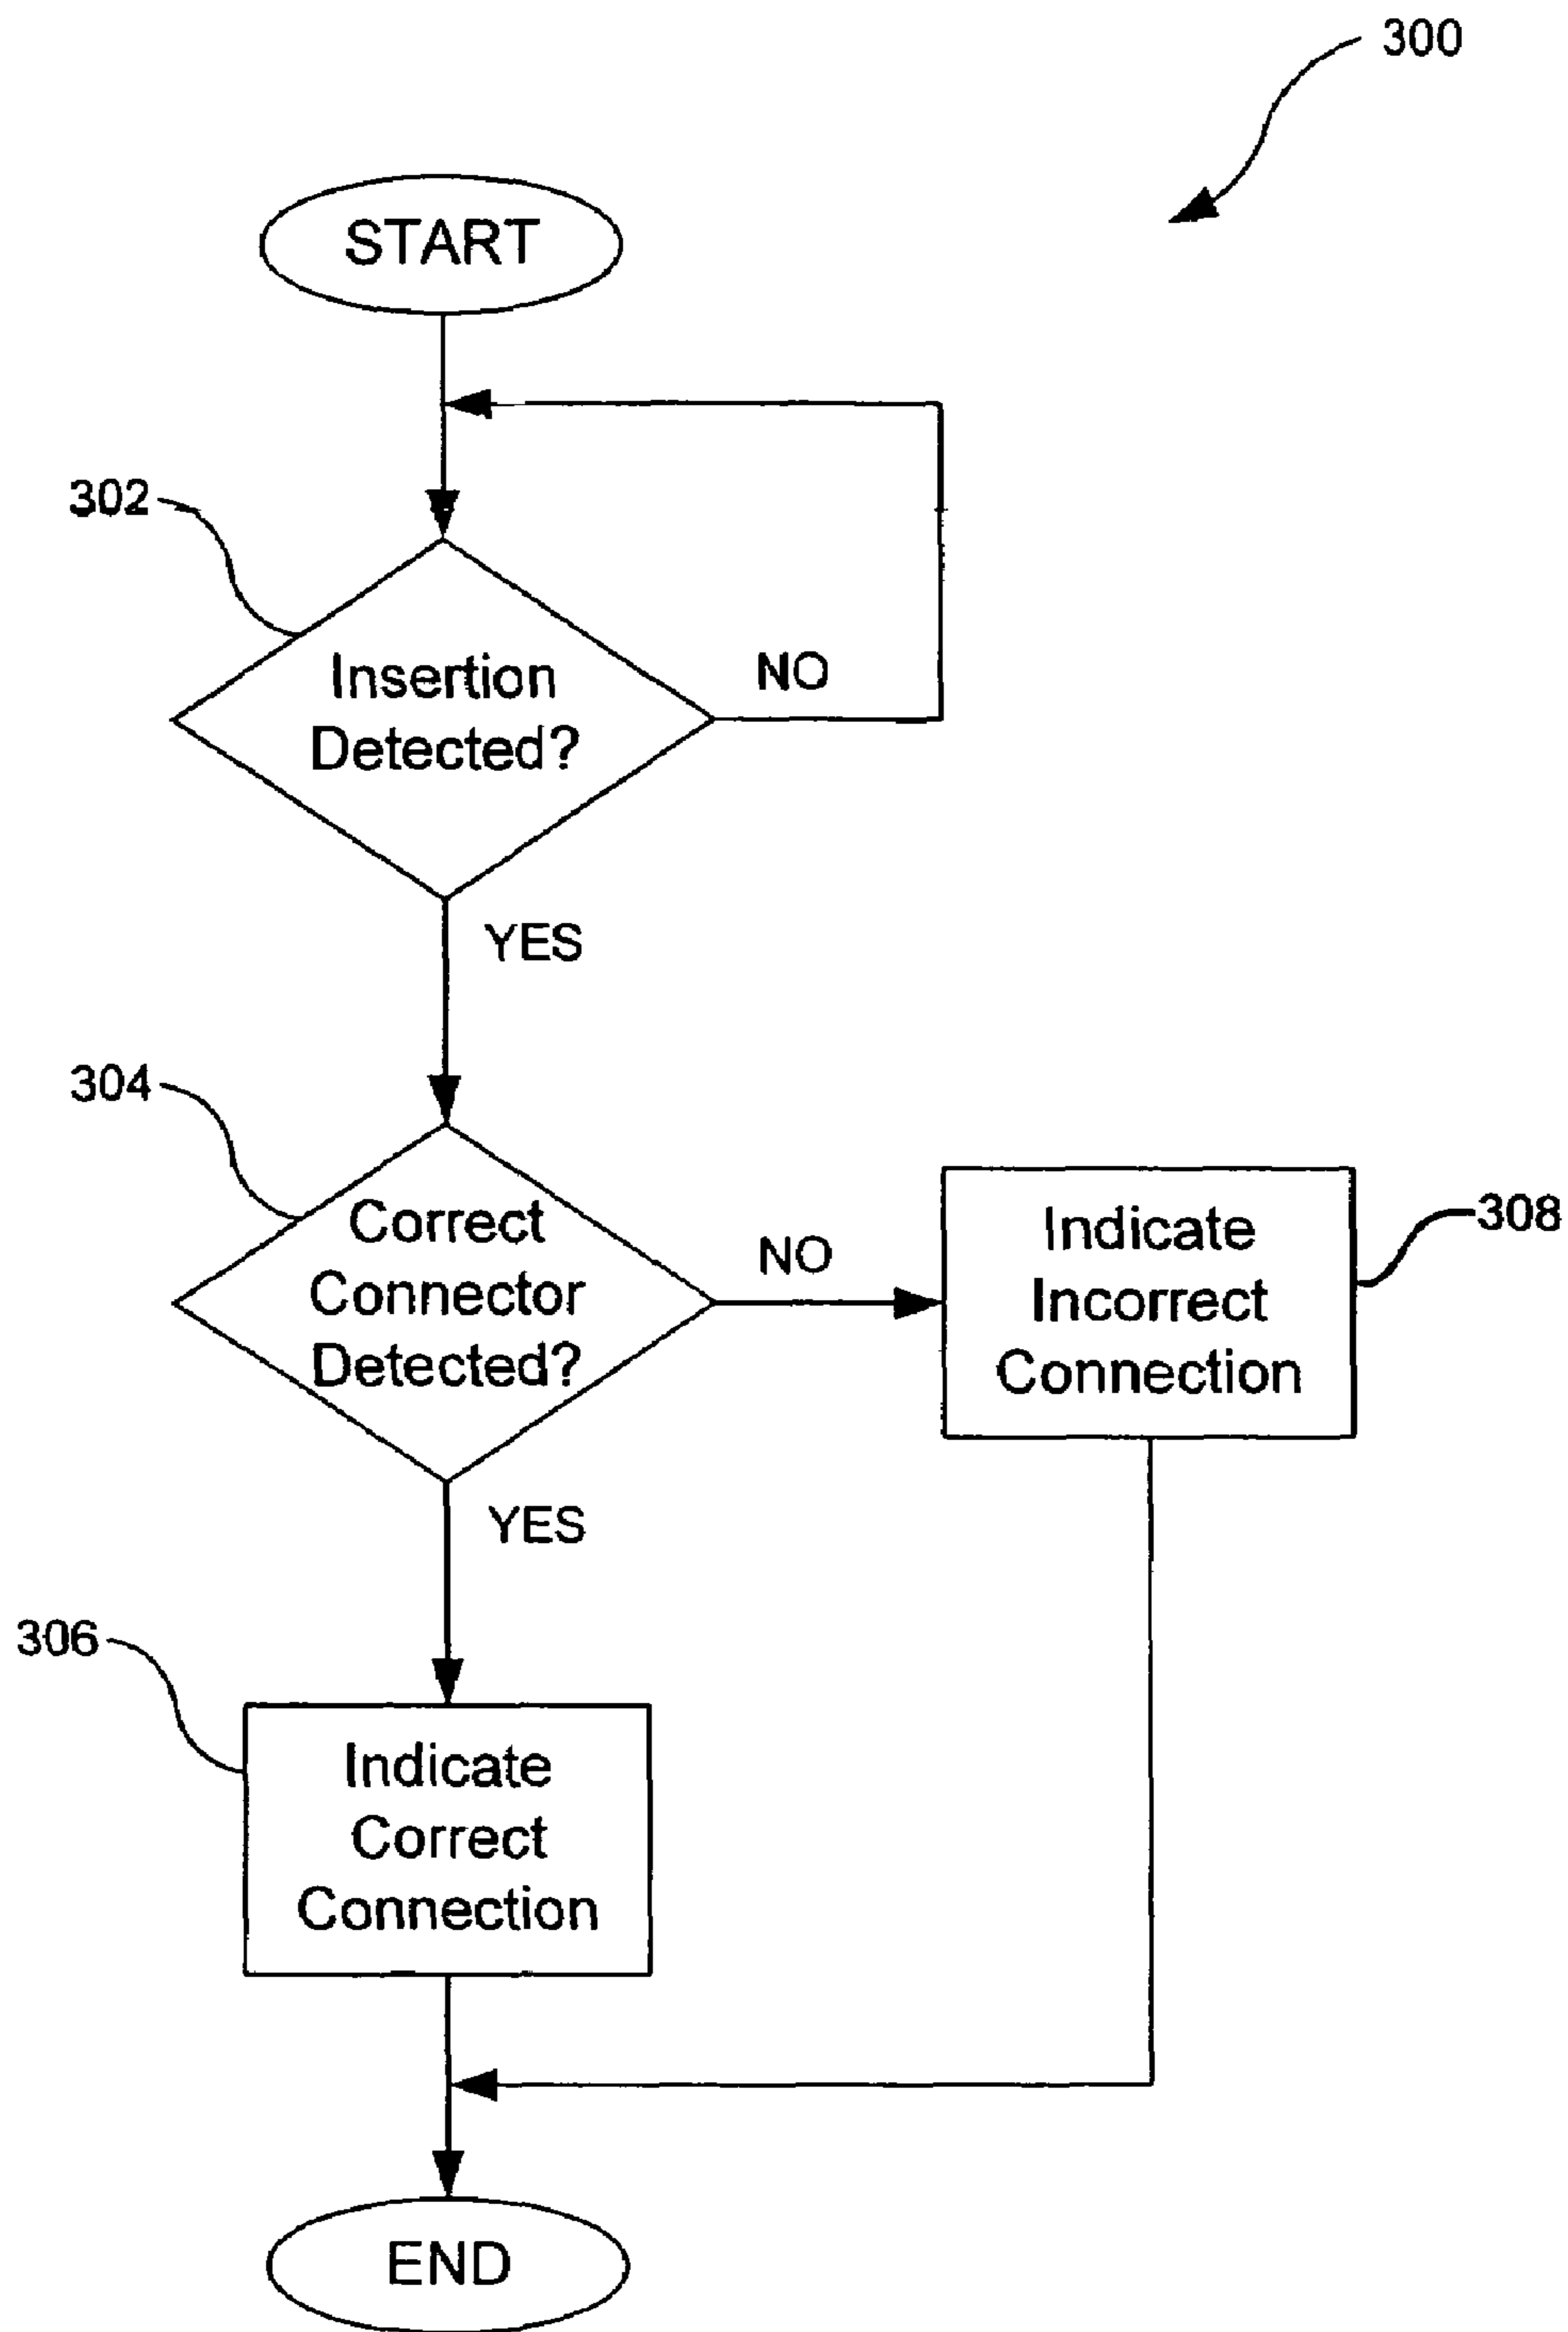 300
START
302
Insertion
Detected?
NO
YES
304
Correct
Connector
Detected?
NO
Indicate
Incorrect
Connection
308
YES
306
Indicate
Correct
Connection
END